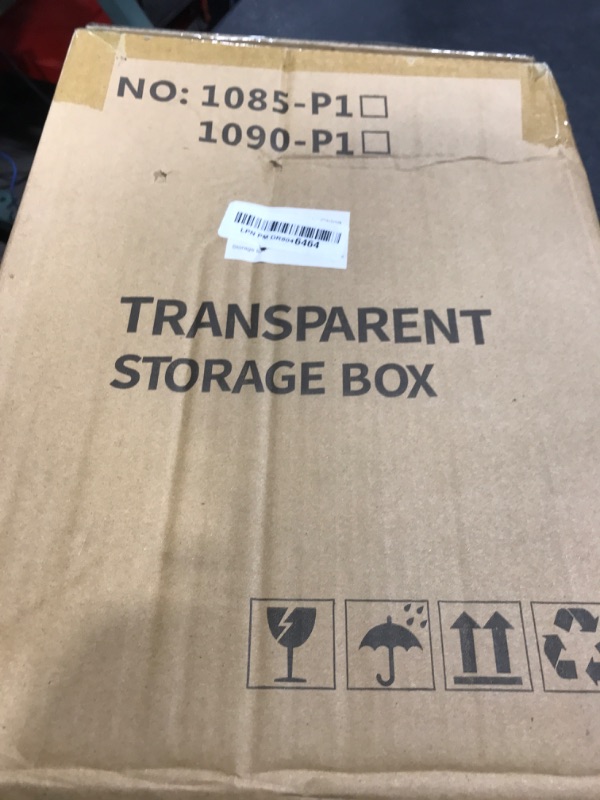 NO: 1085-P1
1090-P1
6464
TRANSPARENT
STORAGE BOX